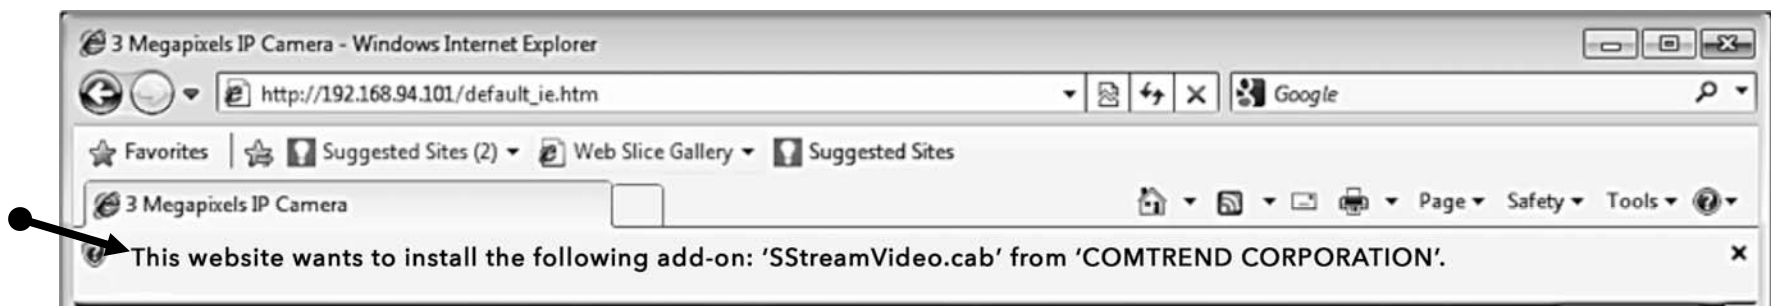 3 Megapixels IP Camera - Windows Internet Explorer
http://192.168.94.101/default_ie.htm
Google
Favorites
Suggested Sites (2)
Web Slice Gallery
Suggested Sites
3 Megapixels IP Camera
Page
Safety
Tools
This website wants to install the following add-on: ‘SStreamVideo.cab’ from ‘COMTREND CORPORATION’.